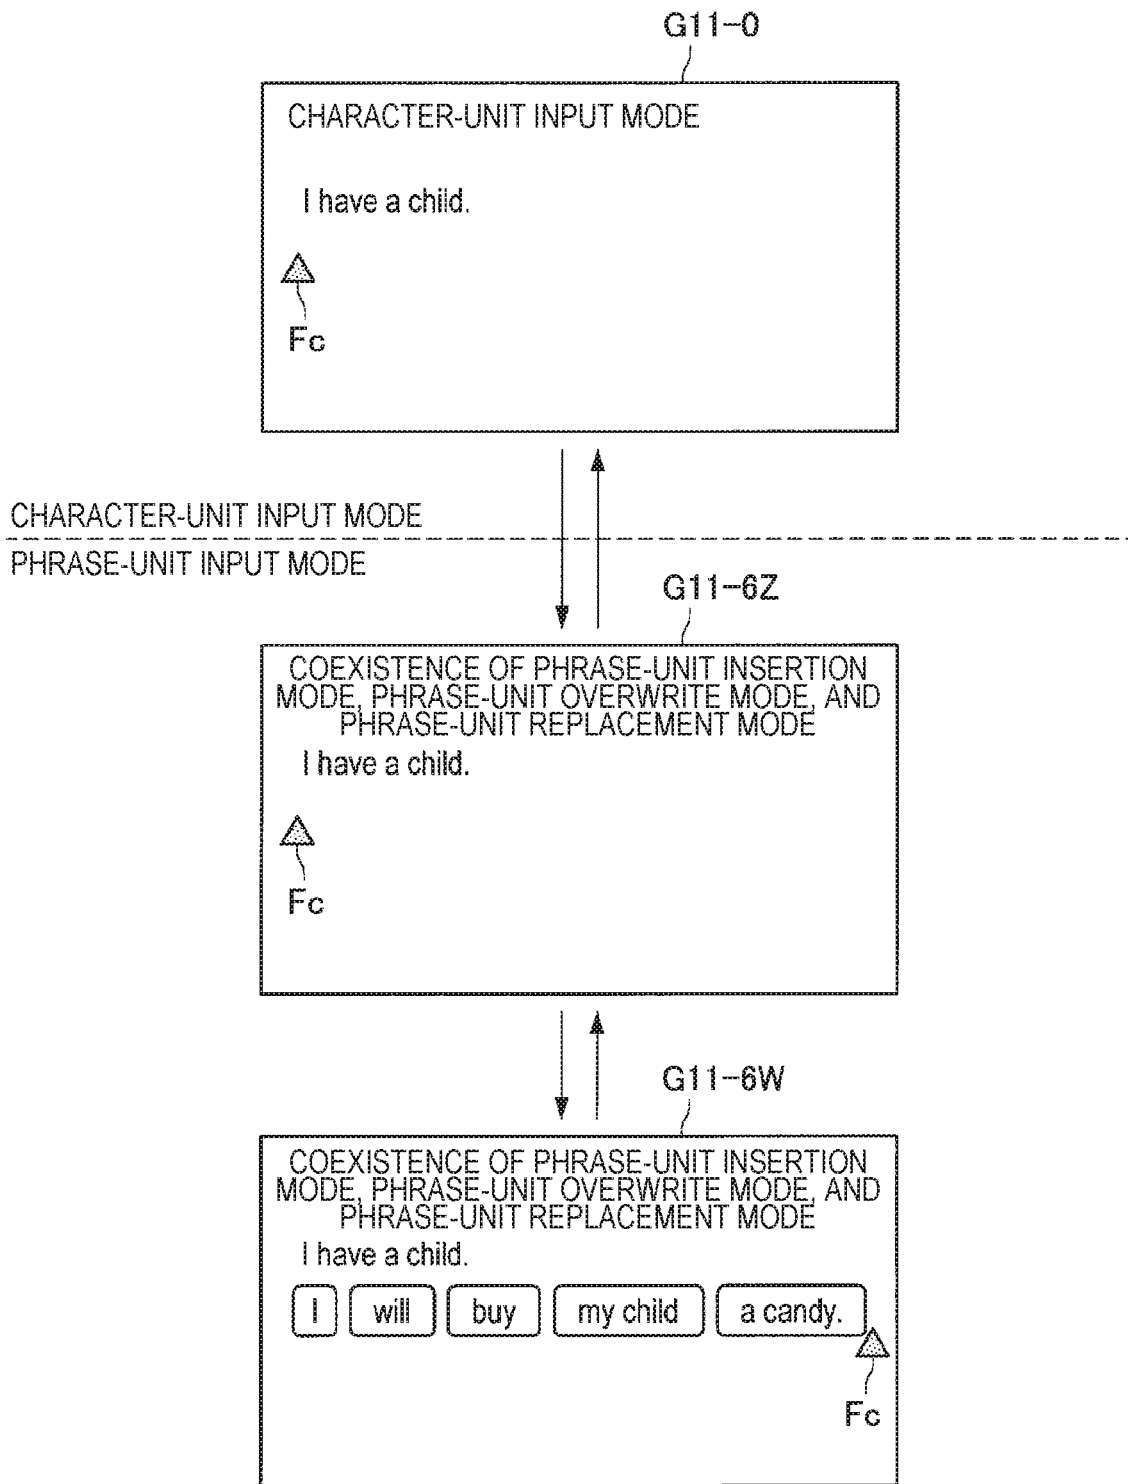 G11-0
CHARACTER-UNIT INPUT MODE
I have a child.
Fc
CHARACTER-UNIT INPUT MODE
PHRASE-UNIT INPUT MODE
G11-6Z
COEXISTENCE OF PHRASE-UNIT INSERTION
MODE, PHRASE-UNIT OVERWRITE MODE, AND
PHRASE-UNIT REPLACEMENT MODE
I have a child.
Fc
G11-6W
COEXISTENCE OF PHRASE-UNIT INSERTION
MODE, PHRASE-UNIT OVERWRITE MODE, AND
PHRASE-UNIT REPLACEMENT MODE
I have a child.
I will buy my child a candy.
Fc